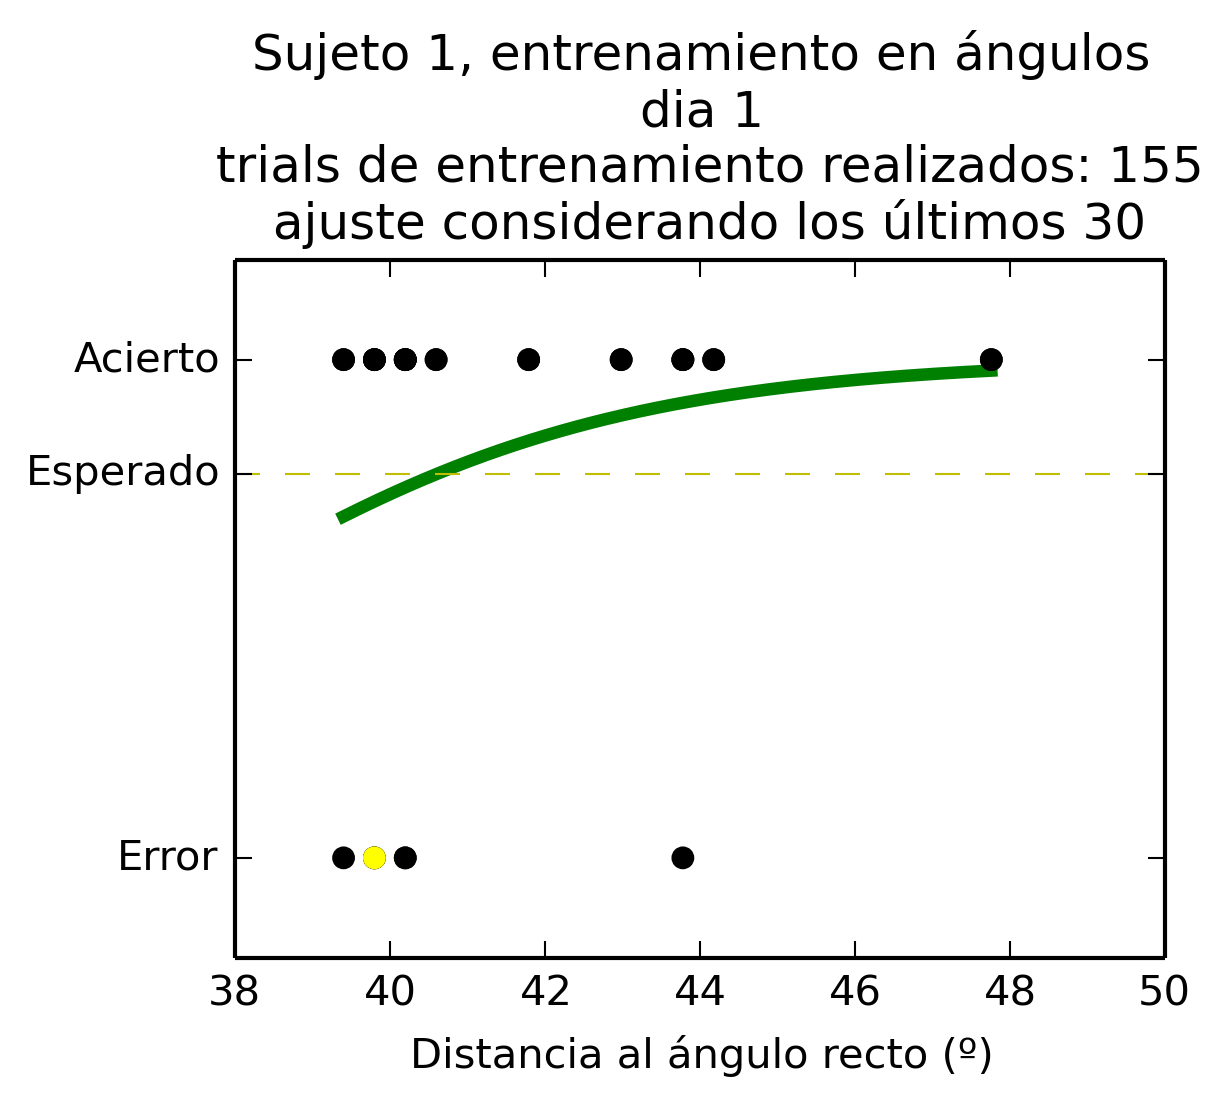 Sujeto 1, entrenamiento en ángulos
dia 1
trials de entrenamiento realizados: 155
ajuste considerando los últimos 30
Acierto
Esperado
Error
38 40 42 44 46 48 50
Distancia al ángulo recto (º)